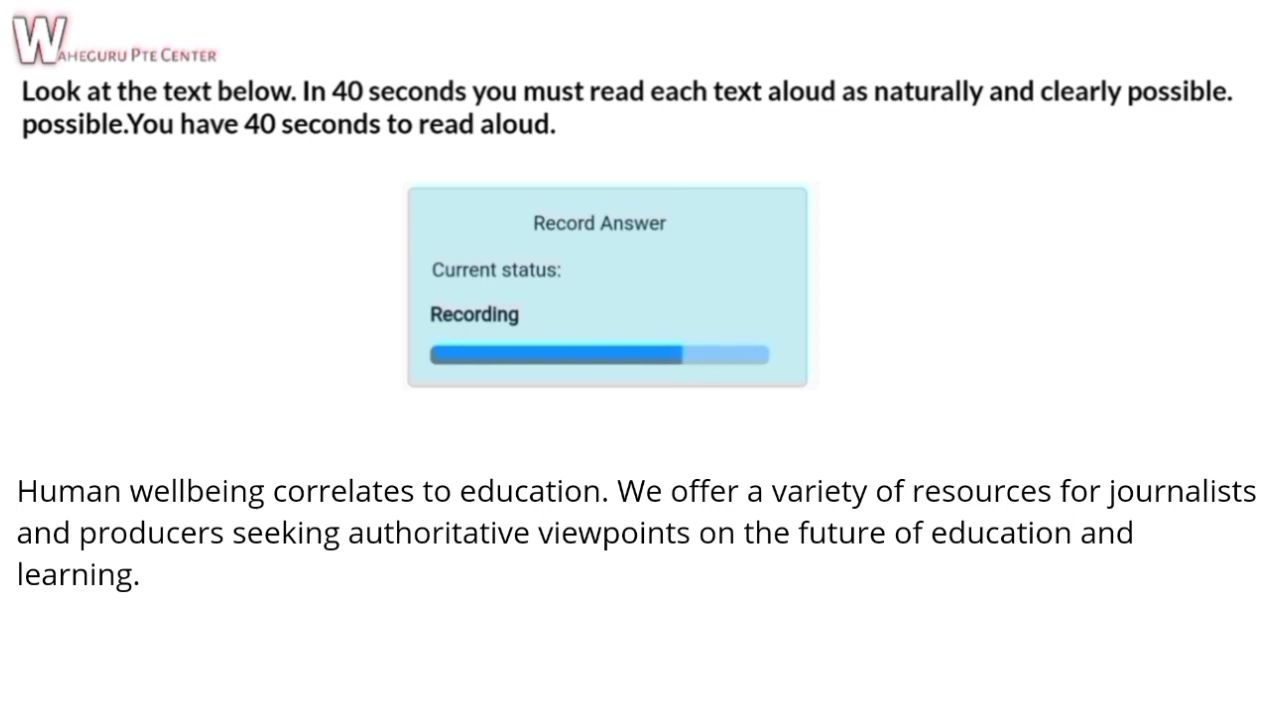 WAHEGURU PTE CENTER
Look at the text below. In 40 seconds you must read each text aloud as naturally and clearly possible.
possible.You have 40 seconds to read aloud.
Record Answer
Current status:
Recording
Human wellbeing correlates to education. We offer a variety of resources for journalists
and producers seeking authoritative viewpoints on the future of education and
learning.